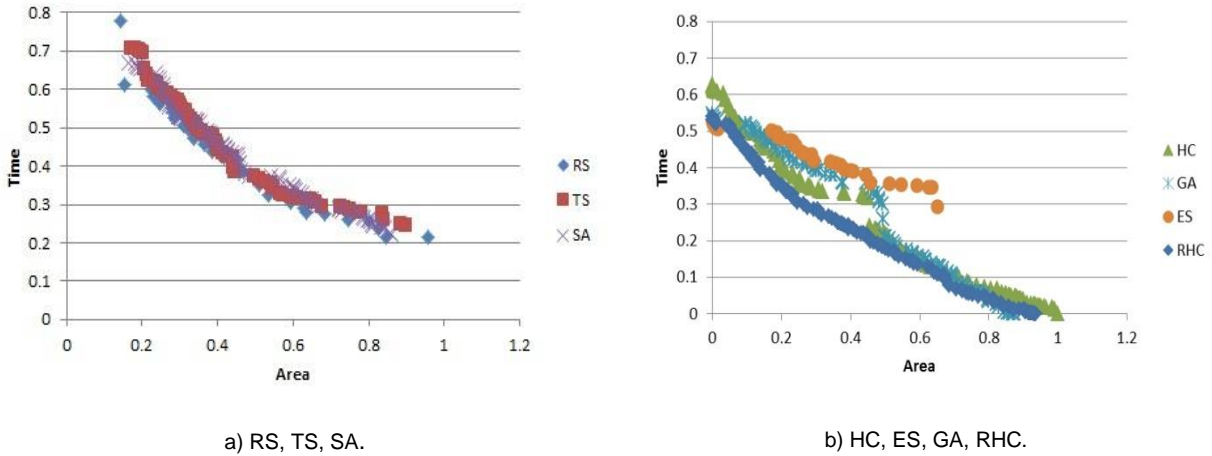 0.8
0.7
0.6
0.5
0.4
0.3
0.2
0.1
0
Time
0 0.2 0.4 0.6 0.8 1 1.2
Area
RS
TS
SA
a) RS, TS, SA.
0.8
0.7
0.6
0.5
0.4
0.3
0.2
0.1
0
Time
0 0.2 0.4 0.6 0.8 1 1.2
Area
HC
GA
ES
RHC
b) HC, ES, GA, RHC.